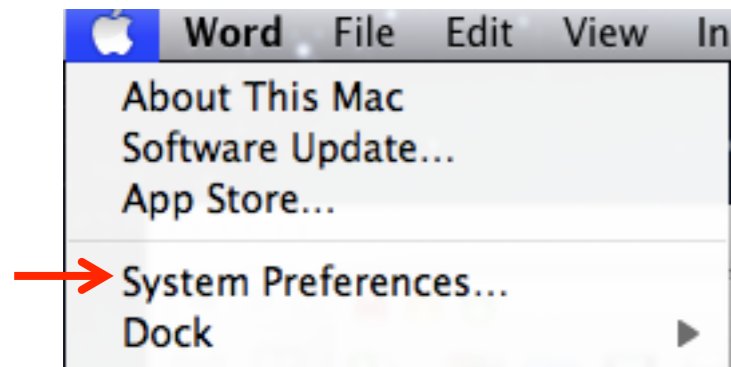 Word File Edit View In
About This Mac
Software Update...
App Store...
System Preferences...
Dock